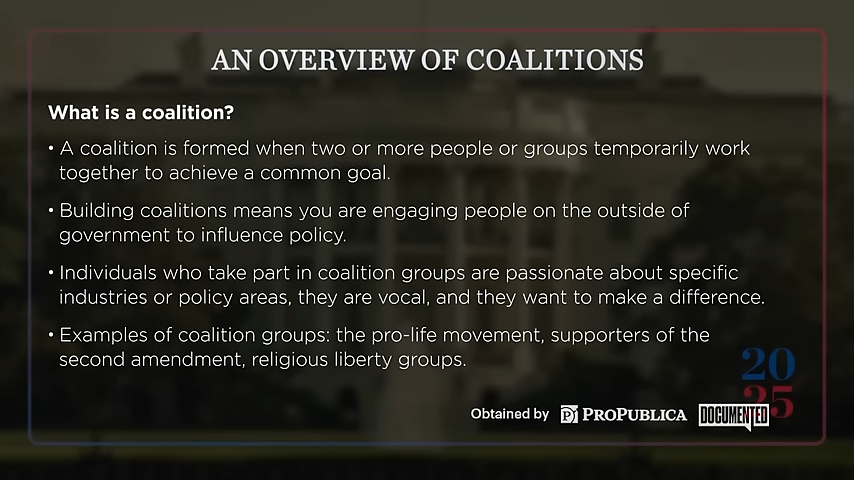 AN OVERVIEW OF COALITIONS
What is a coalition?
• A coalition is formed when two or more people or groups temporarily work
together to achieve a common goal.
• Building coalitions means you are engaging people on the outside of
government to influence policy.
• Individuals who take part in coalition groups are passionate about specific
industries or policy areas, they are vocal, and they want to make a difference.
• Examples of coalition groups: the pro-life movement, supporters of the
second amendment, religious liberty groups.
20
25
Obtained by PROPUBLICA DOCUMENTED